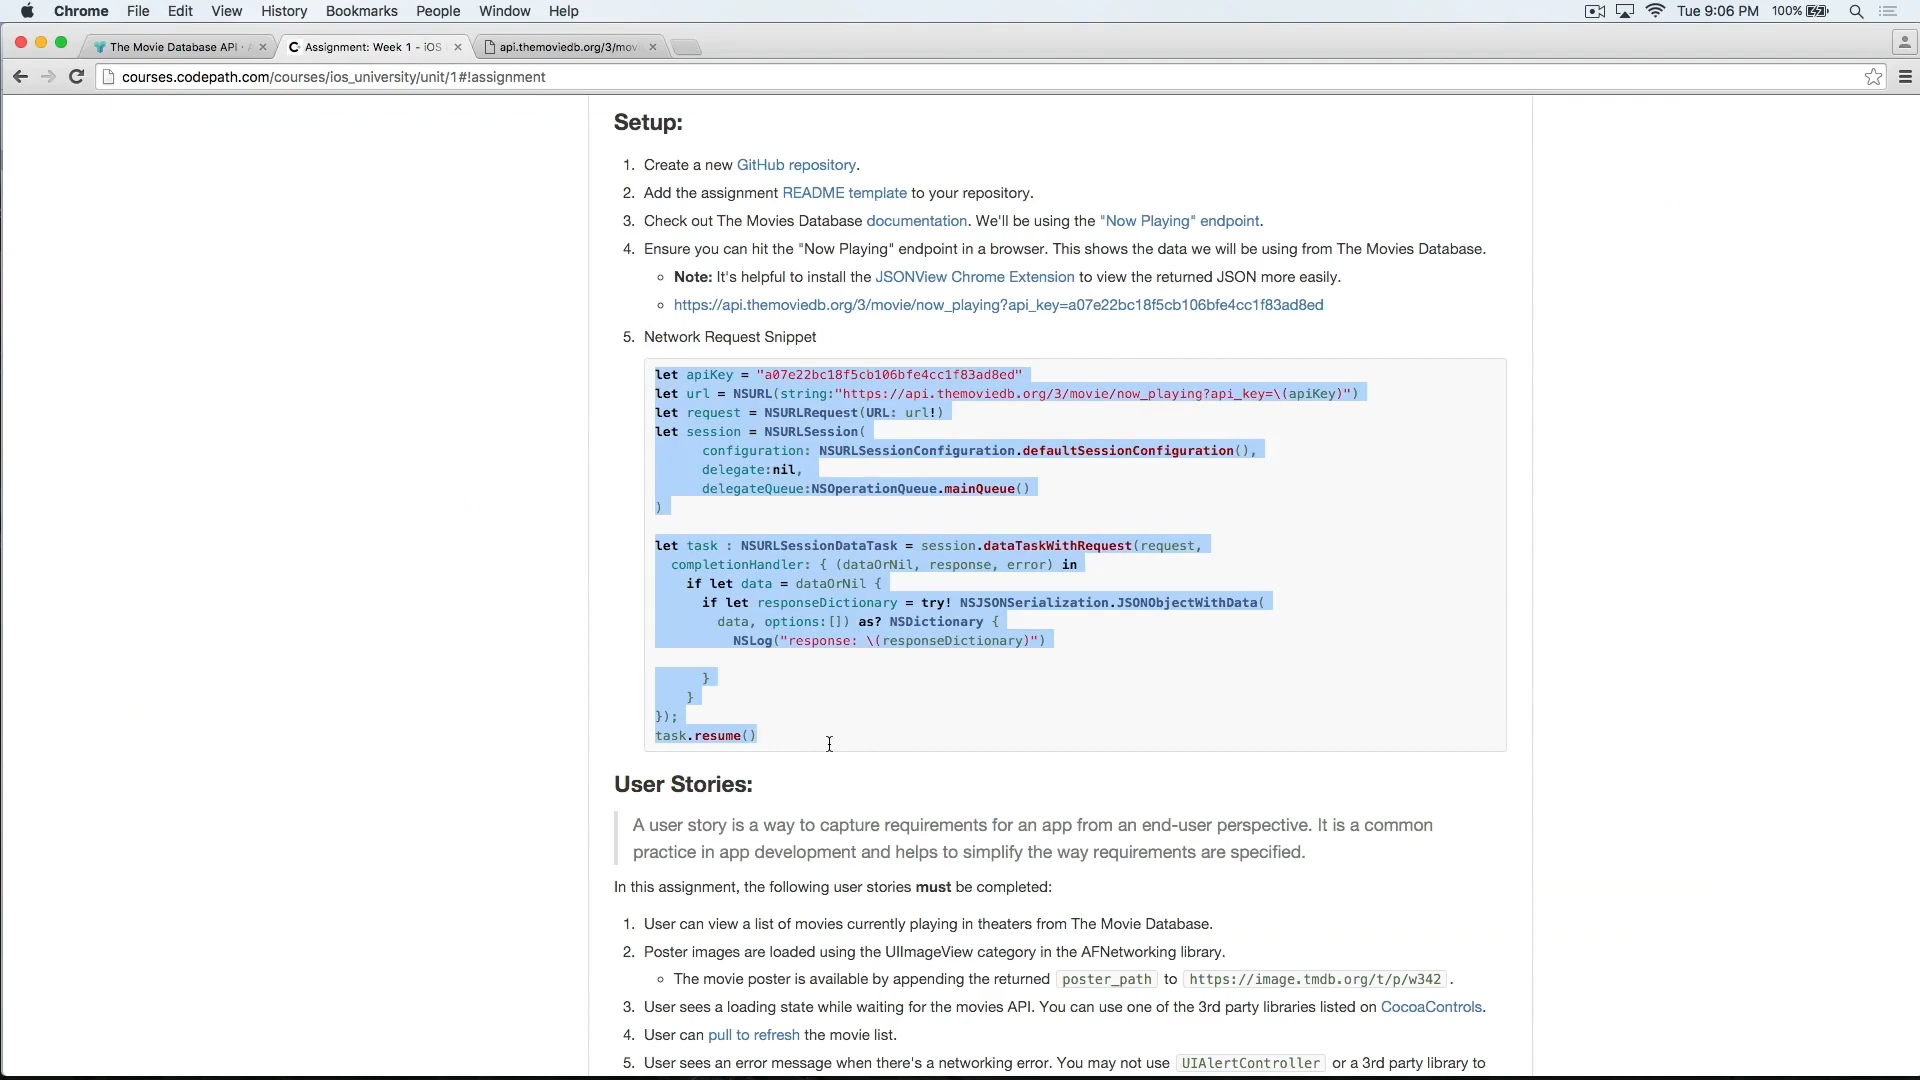 Chrome File Edit View History Bookmarks People Window Help Tue 9:06 PM 100%
The Movie Database API · Assignment: Week 1 - iOS api.themoviedb.org/3/mov
courses.codepath.com/courses/ios_university/unit/1#!assignment
Setup:
1. Create a new GitHub repository.
2. Add the assignment README template to your repository.
3. Check out The Movies Database documentation. We'll be using the "Now Playing" endpoint.
4. Ensure you can hit the "Now Playing" endpoint in a browser. This shows the data we will be using from The Movies Database.
Note: It's helpful to install the JSONView Chrome Extension to view the returned JSON more easily.
https://api.themoviedb.org/3/movie/now_playing?api_key=a07e22bc18f5cb106bfe4cc1f83ad8ed
5. Network Request Snippet
let apiKey = "a07e22bc18f5cb106bfe4cc1f83ad8ed"
let url = NSURL(string:"https://api.themoviedb.org/3/movie/now_playing?api_key=\(apiKey)")
let request = NSURLRequest(URL: url!)
let session = NSURLSession(
configuration: NSURLSessionConfiguration.defaultSessionConfiguration(),
delegate:nil,
delegateQueue:NSOperationQueue.mainQueue()
)
let task : NSURLSessionDataTask = session.dataTaskWithRequest(request,
completionHandler: { (dataOrNil, response, error) in
if let data = dataOrNil {
if let responseDictionary = try! NSJSONSerialization.JSONObjectWithData(
data, options:[]) as? NSDictionary {
NSLog("response: \(responseDictionary)")
}
}
});
task.resume()
User Stories:
A user story is a way to capture requirements for an app from an end-user perspective. It is a common
practice in app development and helps to simplify the way requirements are specified.
In this assignment, the following user stories must be completed:
1. User can view a list of movies currently playing in theaters from The Movie Database.
2. Poster images are loaded using the UIImageView category in the AFNetworking library.
The movie poster is available by appending the returned poster_path to https://image.tmdb.org/t/p/w342 .
3. User sees a loading state while waiting for the movies API. You can use one of the 3rd party libraries listed on CocoaControls.
4. User can pull to refresh the movie list.
5. User sees an error message when there's a networking error. You may not use UIAlertController or a 3rd party library to